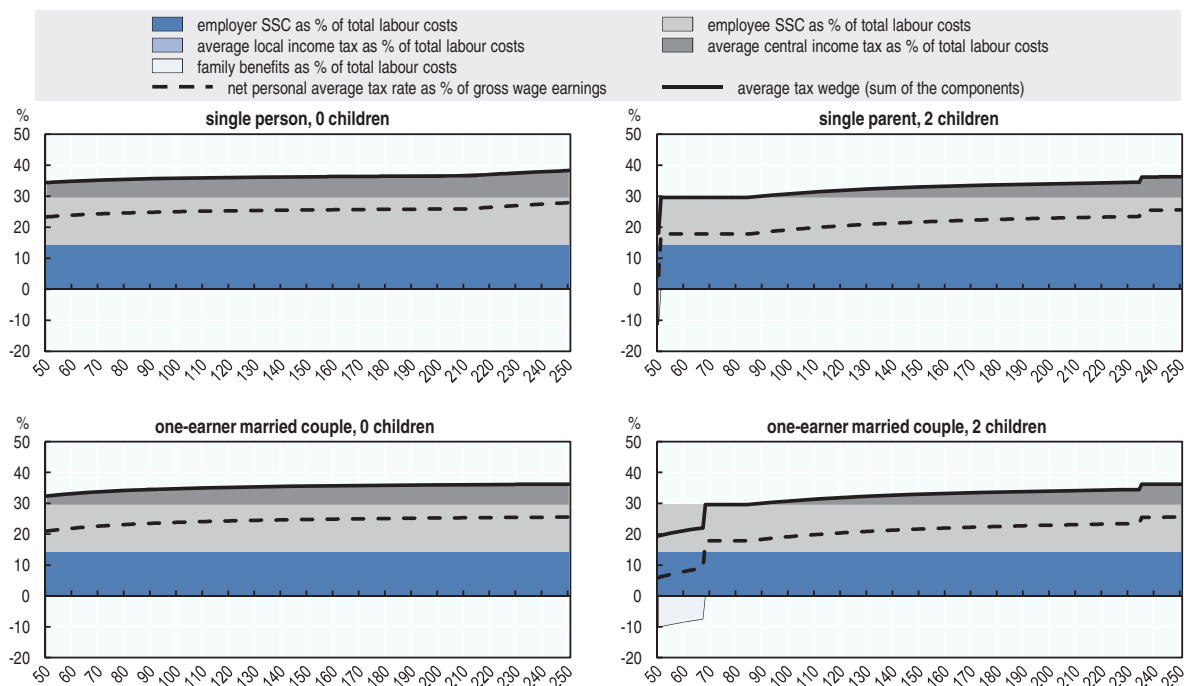 employer SSC as % of total labour costs
employee SSC as % of total labour costs
average local income tax as % of total labour costs
average central income tax as % of total labour costs
family benefits as % of total labour costs
net personal average tax rate as % of gross wage earnings
average tax wedge (sum of the components)
%
single person, 0 children
50
40
30
20
10
0
-10
-20
50 60 70 80 90 100 110 120 130 140 150 160 170 180 190 200 210 220 230 240 250
%
single parent, 2 children
50
40
30
20
10
0
-10
-20
50 60 70 80 90 100 110 120 130 140 150 160 170 180 190 200 210 220 230 240 250
%
one-earner married couple, 0 children
50
40
30
20
10
0
-10
-20
50 60 70 80 90 100 110 120 130 140 150 160 170 180 190 200 210 220 230 240 250
%
one-earner married couple, 2 children
50
40
30
20
10
0
-10
-20
50 60 70 80 90 100 110 120 130 140 150 160 170 180 190 200 210 220 230 240 250